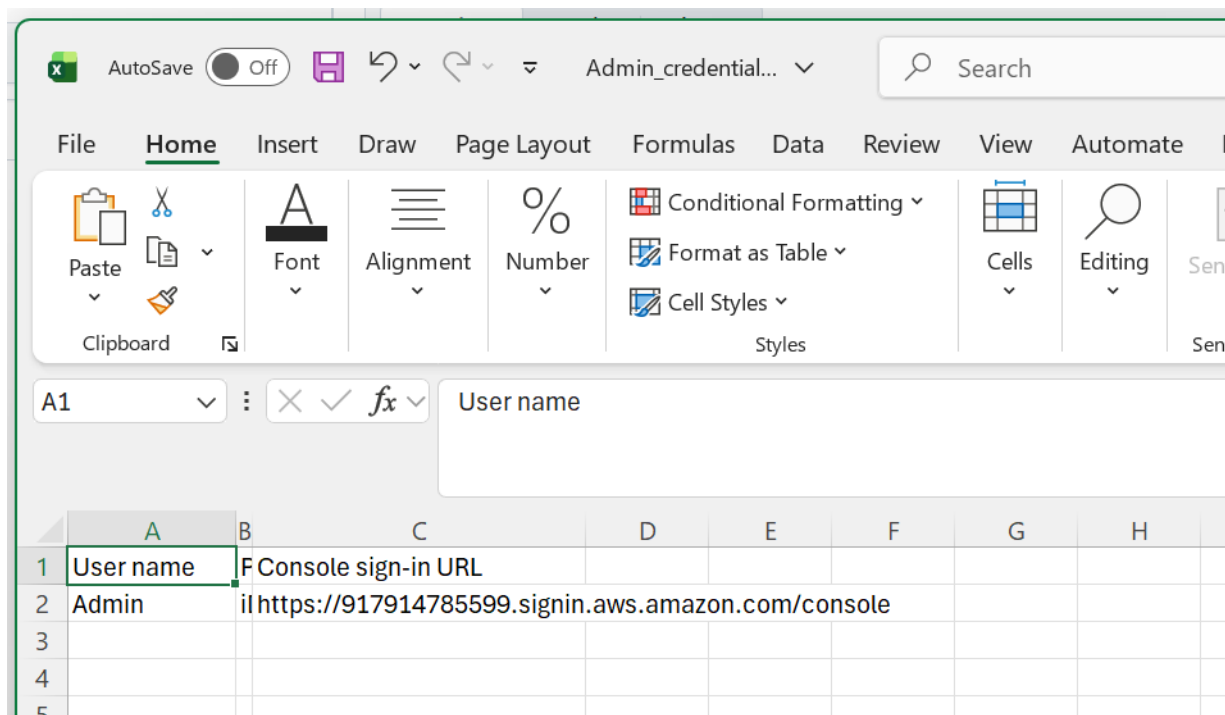 AutoSave Off Admin_credential... Search
File Home Insert Draw Page Layout Formulas Data Review View Automate
Paste Font Alignment Number Conditional Formatting Cells Editing
Format as Table
Cell Styles
Clipboard Styles
A1 fx User name
A B C D E F G H
1 User name Console sign-in URL
2 Admin https://917914785599.signin.aws.amazon.com/console
3
4
5